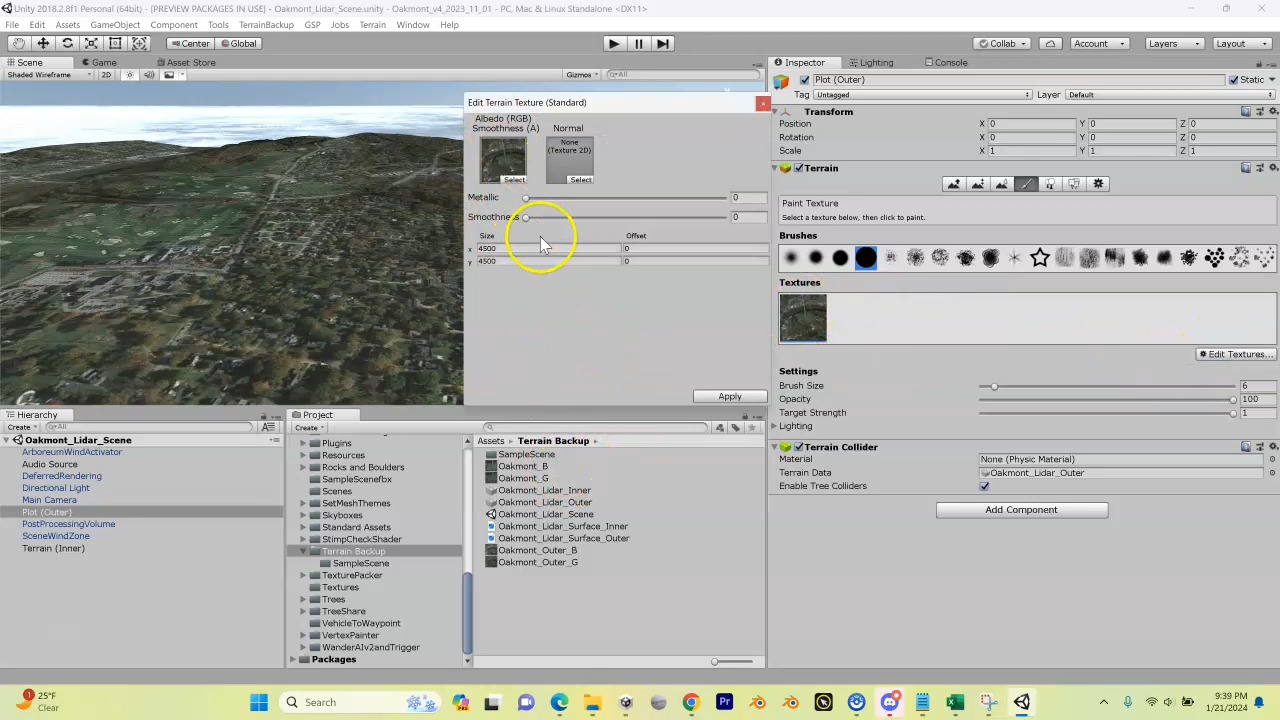 Unity 2018.2.8f1 Personal (64bit) - [PREVIEW PACKAGES IN USE] - Oakmont_Lidar_Scene.unity - Oakmont_v4_2023_11_01 - PC, Mac & Linux Standalone <DX11>
File Edit Assets GameObject Component Tools TerrainBackup GSP Jobs Terrain Window Help
Center Global Collab Account Layers Layout
Scene Game Asset Store
Shaded Wireframe 2D Gizmos All
Edit Terrain Texture (Standard)
Albedo (RGB)
Smoothness (A) Normal
None
(Texture 2D)
Select Select
Metallic 0
Smoothness 0
Size Offset
x 4500 0
y 4500 0
Apply
Inspector Lighting Console
Plot (Outer) Static
Tag Untagged Layer Default
Transform
Position X 0 Y 0 Z 0
Rotation X 0 Y 0 Z 0
Scale X 1 Y 1 Z 1
Terrain
Paint Texture
Select a texture below, then click to paint.
Brushes
Textures
Edit Textures...
Settings
Brush Size 6
Opacity 100
Target Strength 1
Lighting
Terrain Collider
Material None (Physic Material)
Terrain Data Oakmont_Lidar_Outer
Enable Tree Colliders
Add Component
Hierarchy
Create All
Oakmont_Lidar_Scene
ArboreumWindActivator
Audio Source
DeferredRendering
Directional Light
Main Camera
Plot (Outer)
PostProcessingVolume
SceneWindZone
Terrain (Inner)
Project
Create
Plugins
Resources
Rocks and Boulders
SampleScenefbx
Scenes
SetMeshThemes
Skyboxes
Standard Assets
StimpCheckShader
Terrain Backup
SampleScene
TexturePacker
Textures
Trees
TreeShare
VehicleToWaypoint
VertexPainter
WanderAIv2andTrigger
Packages
Assets Terrain Backup
SampleScene
Oakmont_B
Oakmont_G
Oakmont_Lidar_Inner
Oakmont_Lidar_Outer
Oakmont_Lidar_Scene
Oakmont_Lidar_Surface_Inner
Oakmont_Lidar_Surface_Outer
Oakmont_Outer_B
Oakmont_Outer_G
1
25°F
Clear
Search
Pr
9:39 PM
1/21/2024